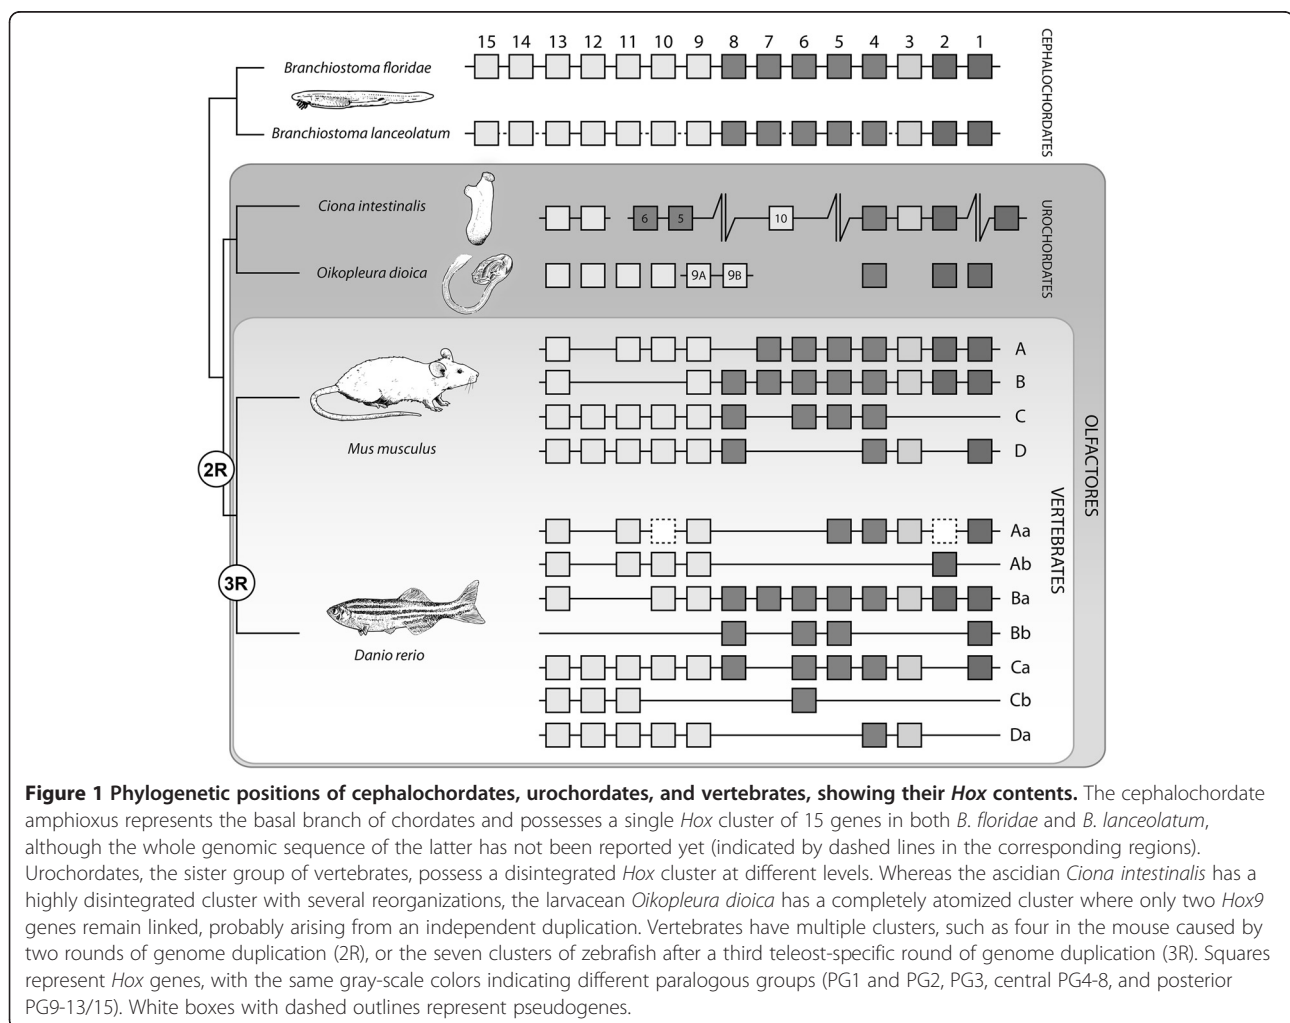 15 14 13 12 11 10 9 8 7 6 5 4 3 2 1
Branchiostoma floridae
CEPHALOCHORDATES
Branchiostoma lanceolatum
Ciona intestinalis
6 5 10
UROCHORDATES
Oikopleura dioica
9A 9B
A
B
C
Mus musculus
D
2R
OLFACTORES
VERTEBRATES
Aa
Ab
3R
Ba
Bb
Danio rerio
Ca
Cb
Da
Figure 1 Phylogenetic positions of cephalochordates, urochordates, and vertebrates, showing their Hox contents. The cephalochordate
amphioxus represents the basal branch of chordates and possesses a single Hox cluster of 15 genes in both B. floridae and B. lanceolatum,
although the whole genomic sequence of the latter has not been reported yet (indicated by dashed lines in the corresponding regions).
Urochordates, the sister group of vertebrates, possess a disintegrated Hox cluster at different levels. Whereas the ascidian Ciona intestinalis has a
highly disintegrated cluster with several reorganizations, the larvacean Oikopleura dioica has a completely atomized cluster where only two Hox9
genes remain linked, probably arising from an independent duplication. Vertebrates have multiple clusters, such as four in the mouse caused by
two rounds of genome duplication (2R), or the seven clusters of zebrafish after a third teleost-specific round of genome duplication (3R). Squares
represent Hox genes, with the same gray-scale colors indicating different paralogous groups (PG1 and PG2, PG3, central PG4-8, and posterior
PG9-13/15). White boxes with dashed outlines represent pseudogenes.